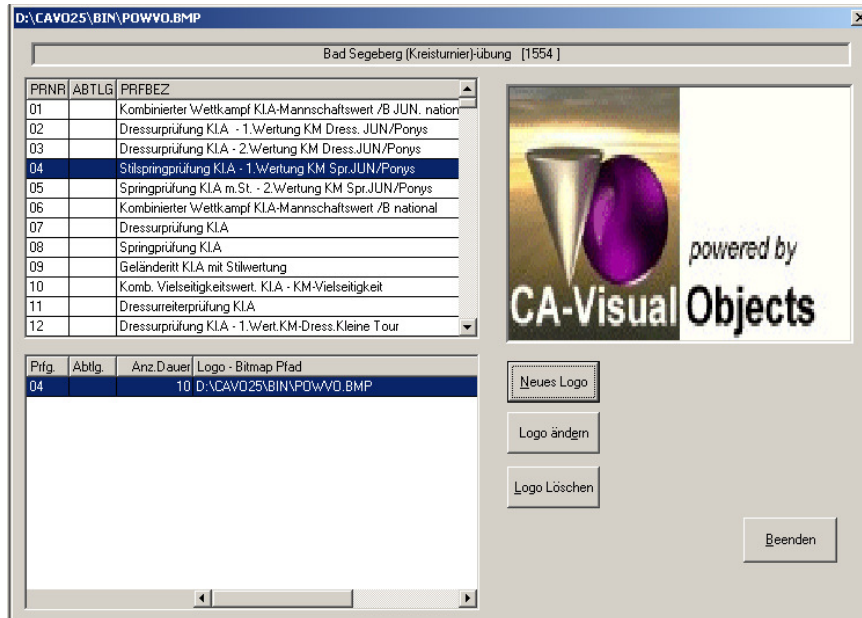 D:\CAVO25\BIN\POWVO.BMP
Bad Segeberg (Kreisturnier)-übung [1554 ]
PRNR ABTLG PRFBEZ
01 Kombinierter Wettkampf Kl.A-Mannschaftswert /B JUN. nation
02 Dressurprüfung Kl.A - 1.Wertung KM Dress. JUN/Ponys
03 Dressurprüfung Kl.A - 2.Wertung KM Dress.JUN/Ponys
04 Stilspringprüfung Kl.A - 1.Wertung KM Spr.JUN/Ponys
05 Springprüfung Kl.A m.St. - 2.Wertung KM Spr.JUN/Ponys
06 Kombinierter Wettkampf Kl.A-Mannschaftswert /B national
07 Dressurprüfung Kl.A
08 Springprüfung Kl.A
09 Geländeritt Kl.A mit Stilwertung
10 Komb. Vielseitigkeitswert. Kl.A - KM-Vielseitigkeit
11 Dressurreiterprüfung Kl.A
12 Dressurprüfung Kl.A - 1.Wert.KM-Dress.Kleine Tour
powered by
CA-Visual Objects
Prfg. Abtlg. Anz.Dauer Logo - Bitmap Pfad
04 10 D:\CAVO25\BIN\POWVO.BMP
Neues Logo
Logo ändern
Logo Löschen
Beenden